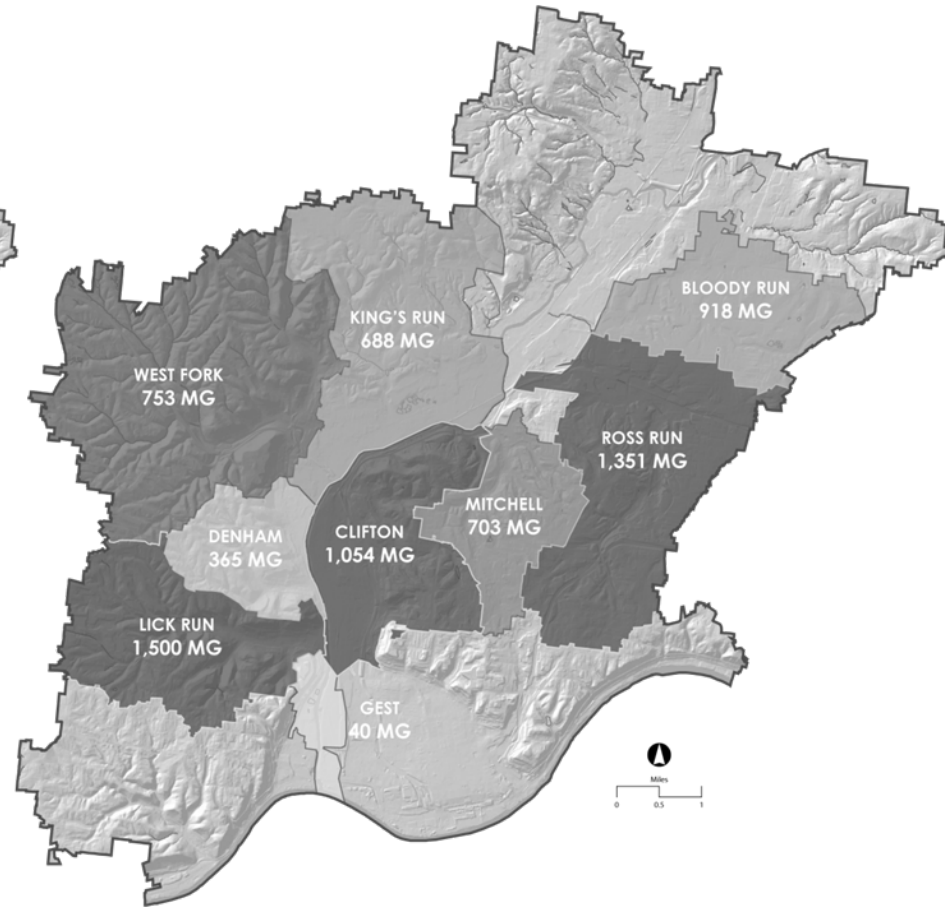 KING'S RUN
688 MG
BLOODY RUN
918 MG
WEST FORK
753 MG
ROSS RUN
1,351 MG
MITCHELL
703 MG
DENHAM
365 MG
CLIFTON
1,054 MG
LICK RUN
1,500 MG
GEST
40 MG
Miles
0 0.5 1